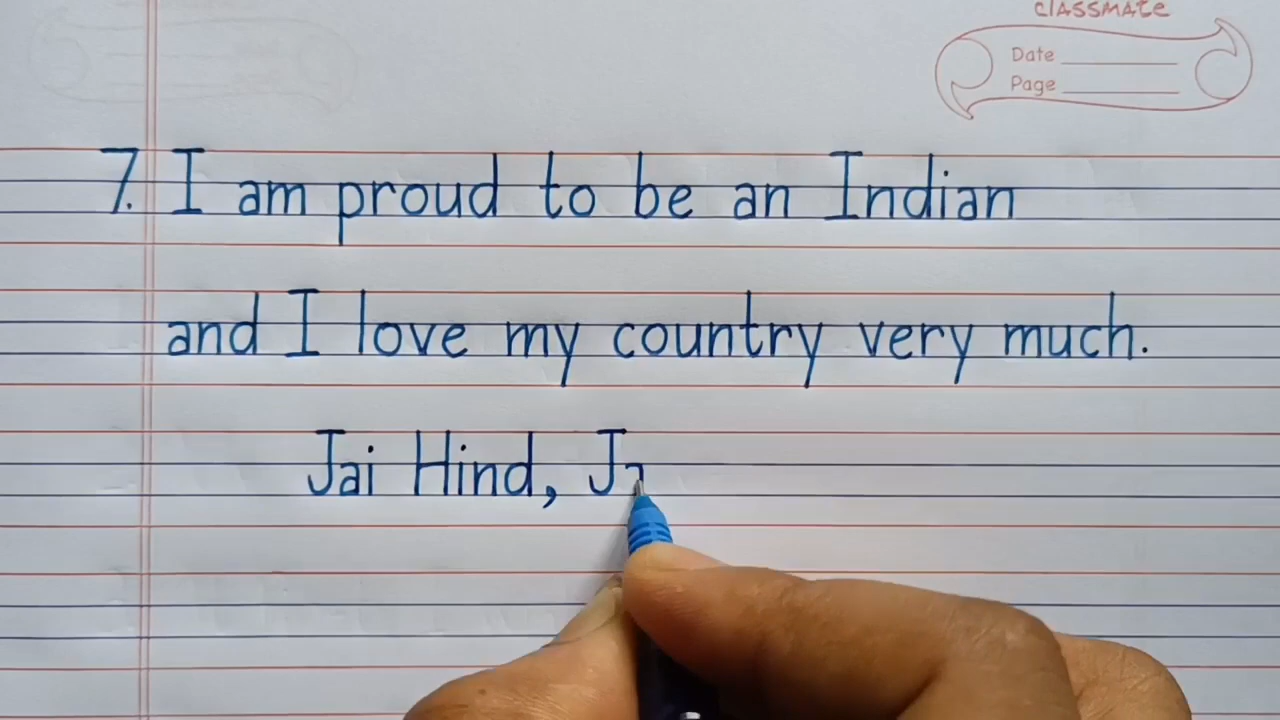 classmate
Date
Page
7. I am proud to be an Indian
and I love my country very much.
Jai Hind,